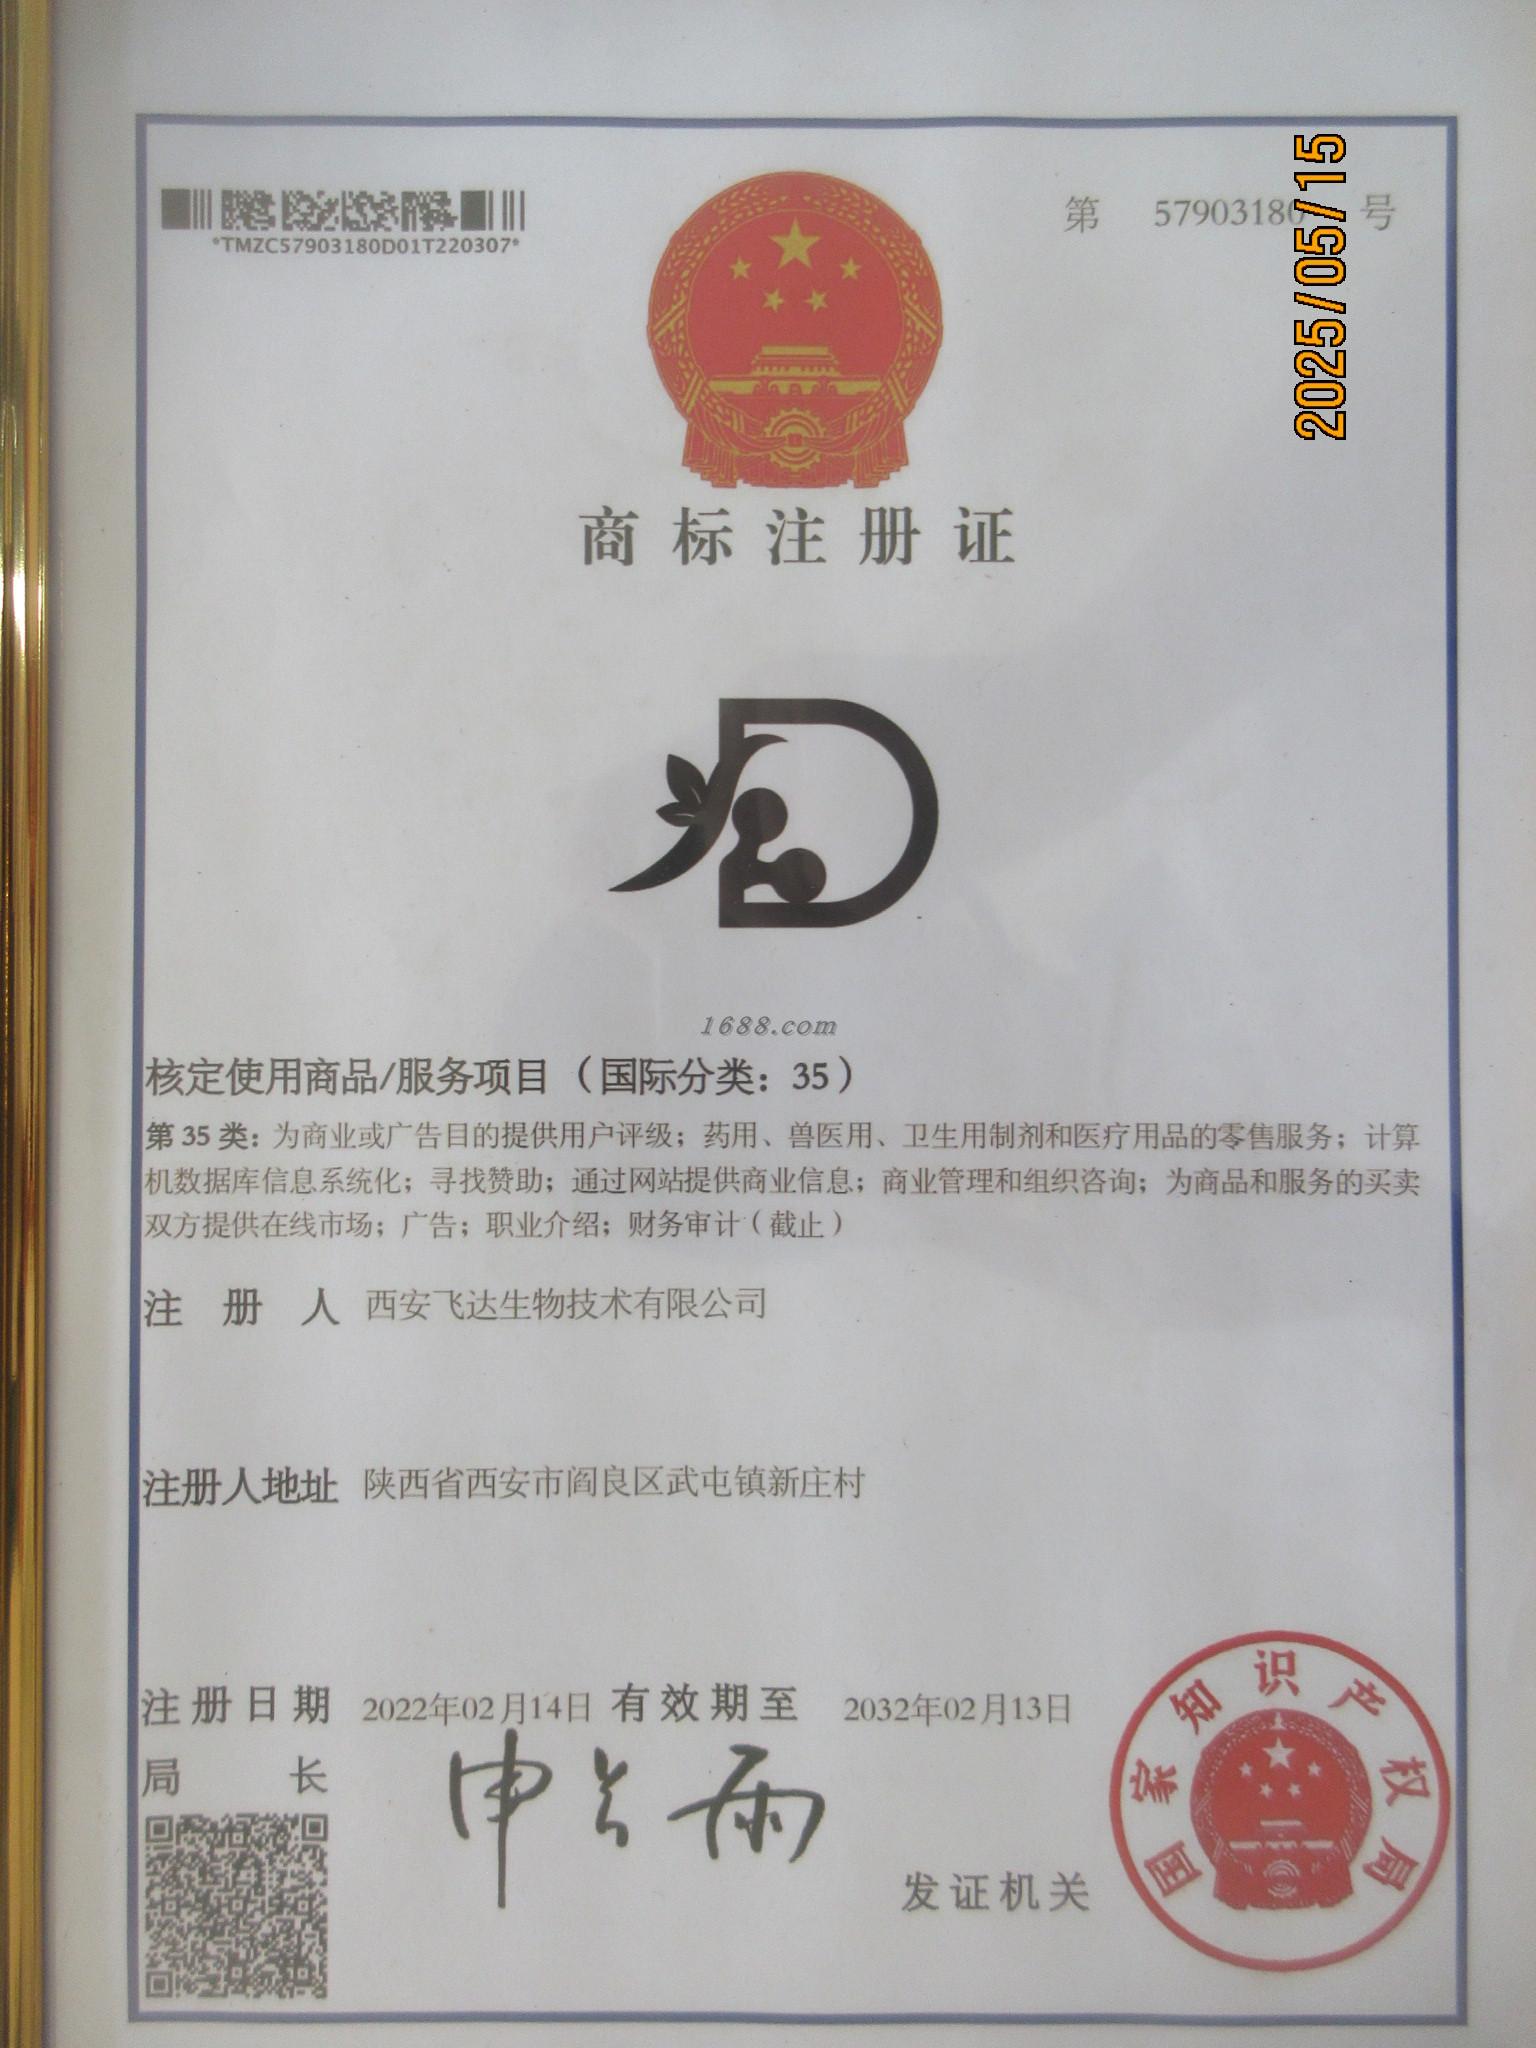 *TMZC57903180D01T220307*
第 57903180 号
2025/05/15
商标注册证
1688.com
核定使用商品/服务项目（国际分类：35）
第 35 类：为商业或广告目的提供用户评级；药用、兽医用、卫生用制剂和医疗用品的零售服务；计算
机数据库信息系统化；寻找赞助；通过网站提供商业信息；商业管理和组织咨询；为商品和服务的买卖
双方提供在线市场；广告；职业介绍；财务审计（截止）
注册人 西安飞达生物技术有限公司
注册人地址 陕西省西安市阎良区武屯镇新庄村
注册日期 2022年02月14日 有效期至 2032年02月13日
局长 申长雨
发证机关
国家知识产权局